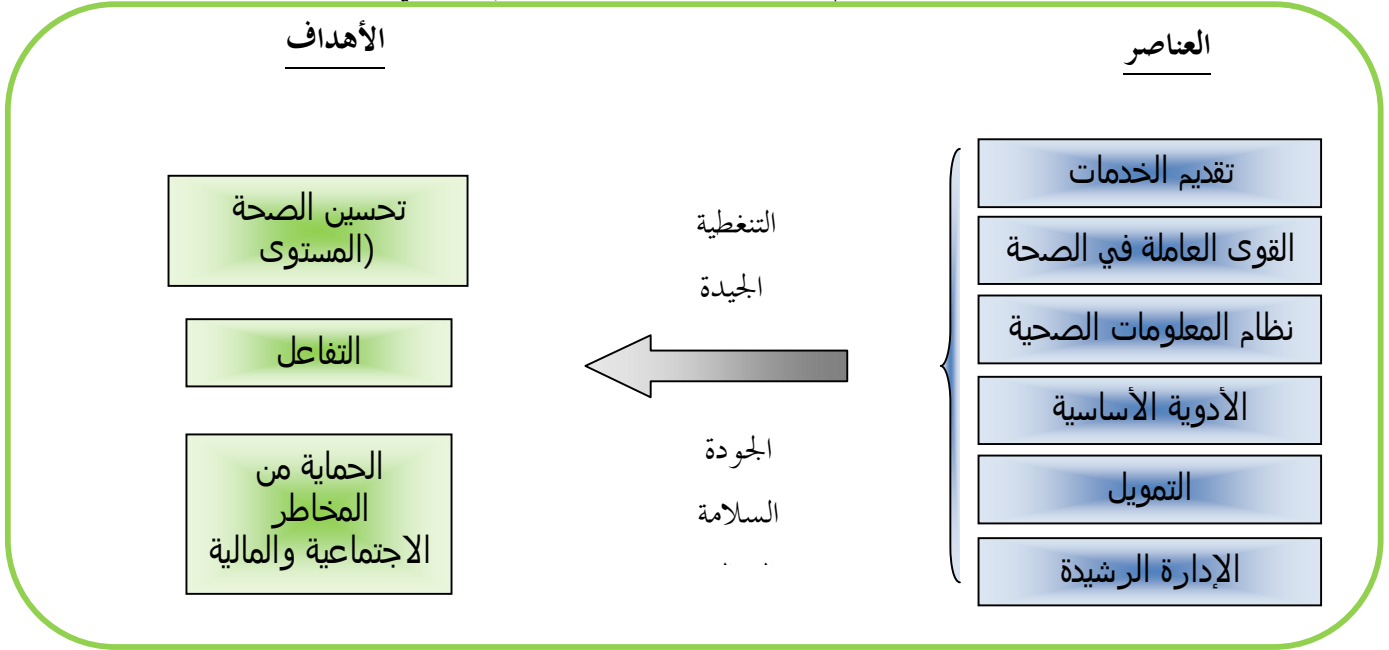 العناصر
الأهداف
تقديم الخدمات
القوى العاملة في الصحة
نظام المعلومات الصحية
الأدوية الأساسية
التمويل
الإدارة الرشيدة
التنغطية
الجيدة
الجودة
السلامة
تحسين الصحة
(المستوى
التفاعل
الحماية من
المخاطر
الاجتماعية والمالية